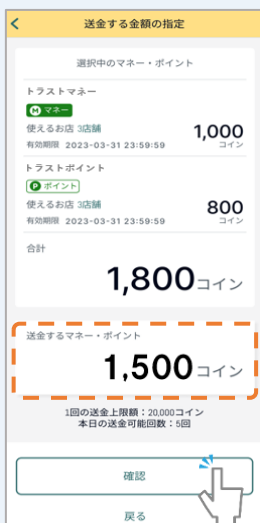 送金する金額の指定
選択中のマネー・ポイント
トラストマネー
M マネー
使えるお店 3店舗
1,000
有効期限 2023-03-31 23:59:59
コイン
トラストポイント
P ポイント
使えるお店 3店舗
800
有効期限 2023-03-31 23:59:59
コイン
合計
1,800コイン
送金するマネー・ポイント
1,500コイン
1回の送金上限額：20,000コイン
本日の送金可能回数：5回
確認
戻る